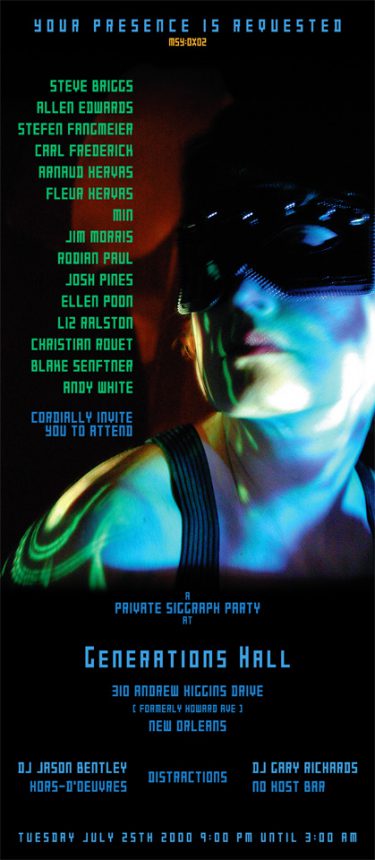 YOUR PRESENCE IS REQUESTED
MSY:0X02
STEVE BRIGGS
ALLEN EDWARDS
STEFEN FANGMEIER
CARL FREDERICK
ARNAUD HERVAS
FLEUR HERVAS
MIN
JIM MORRIS
RODIAN PAUL
JOSH PINES
ELLEN POON
LIZ RALSTON
CHRISTIAN ROUET
BLAKE SENFTNER
ANDY WHITE
CORDIALLY INVITE
YOU TO ATTEND
A
PRIVATE SIGGRAPH PARTY
AT
GENERATIONS HALL
310 ANDREW HIGGINS DRIVE
( FORMERLY HOWARD AVE )
NEW ORLEANS
DJ JASON BENTLEY
HORS-D'OEUVRES
DISTRACTIONS
DJ GARY RICHARDS
NO HOST BAR
TUESDAY JULY 25TH 2000 9:00 PM UNTIL 3:00 AM